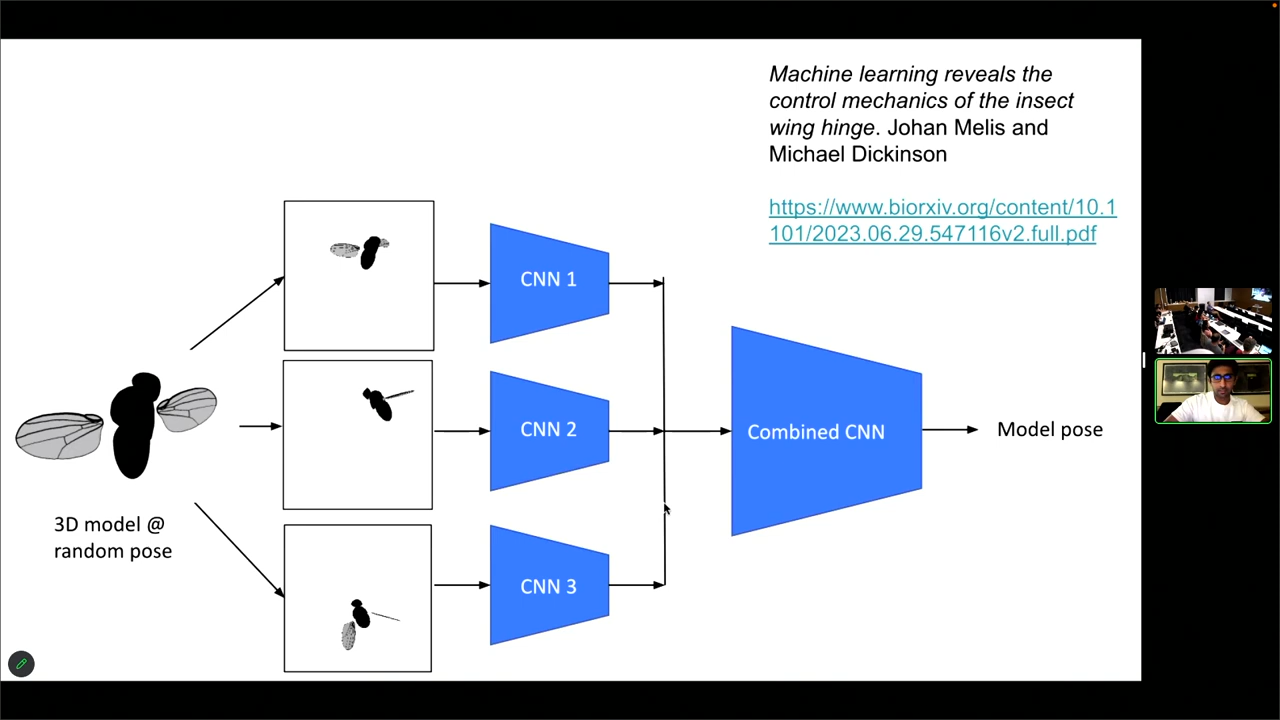 Machine learning reveals the
control mechanics of the insect
wing hinge. Johan Melis and
Michael Dickinson
https://www.biorxiv.org/content/10.1
101/2023.06.29.547116v2.full.pdf
CNN 1
CNN 2
CNN 3
Combined CNN
Model pose
3D model @
random pose